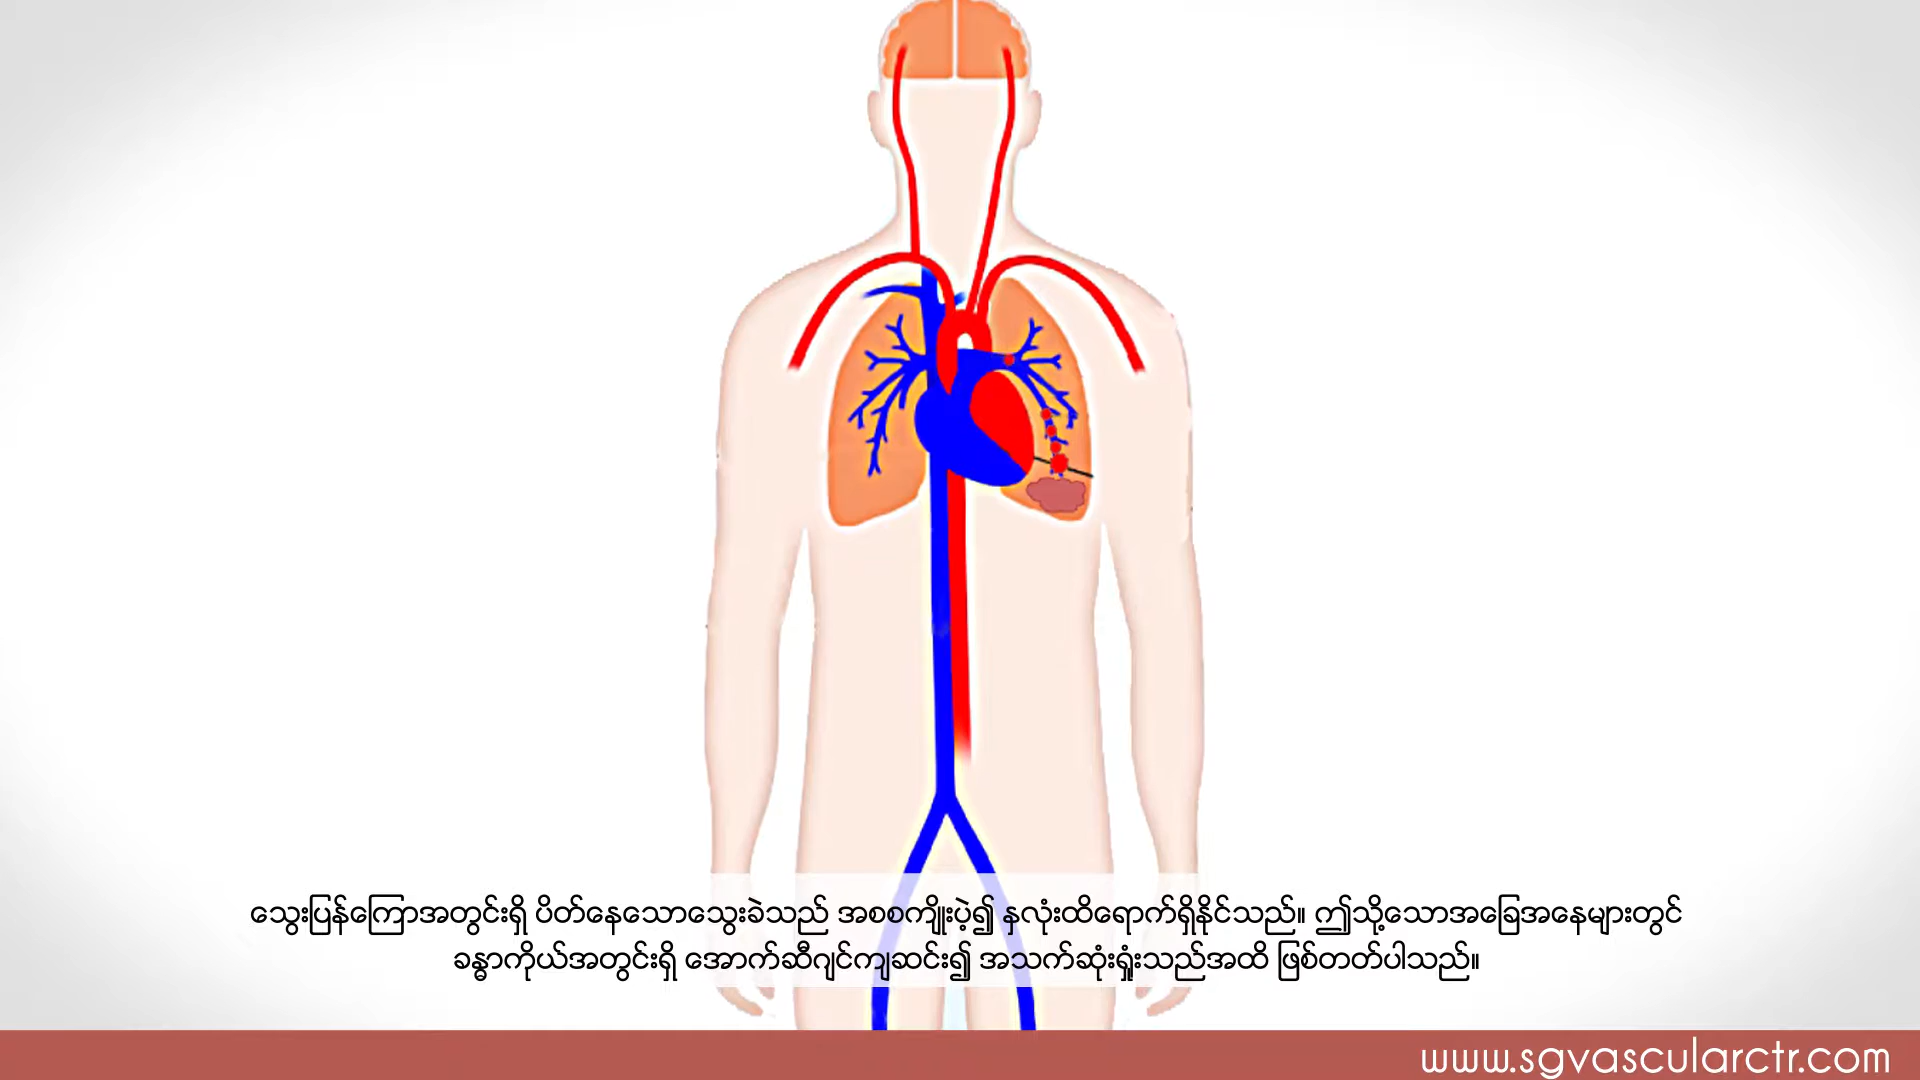 သွေးပြန်ကြောအတွင်းရှိ ပိတ်နေသောသွေးခဲသည် အစစကျိုးပဲ့၍ နှလုံးထိရောက်ရှိနိုင်သည်။ ဤသို့သောအခြေအနေများတွင်
ခန္ဓာကိုယ်အတွင်းရှိ အောက်ဆီဂျင်ကျဆင်း၍ အသက်ဆုံးရှုံးသည်အထိ ဖြစ်တတ်ပါသည်။
www.sgvascularctr.com